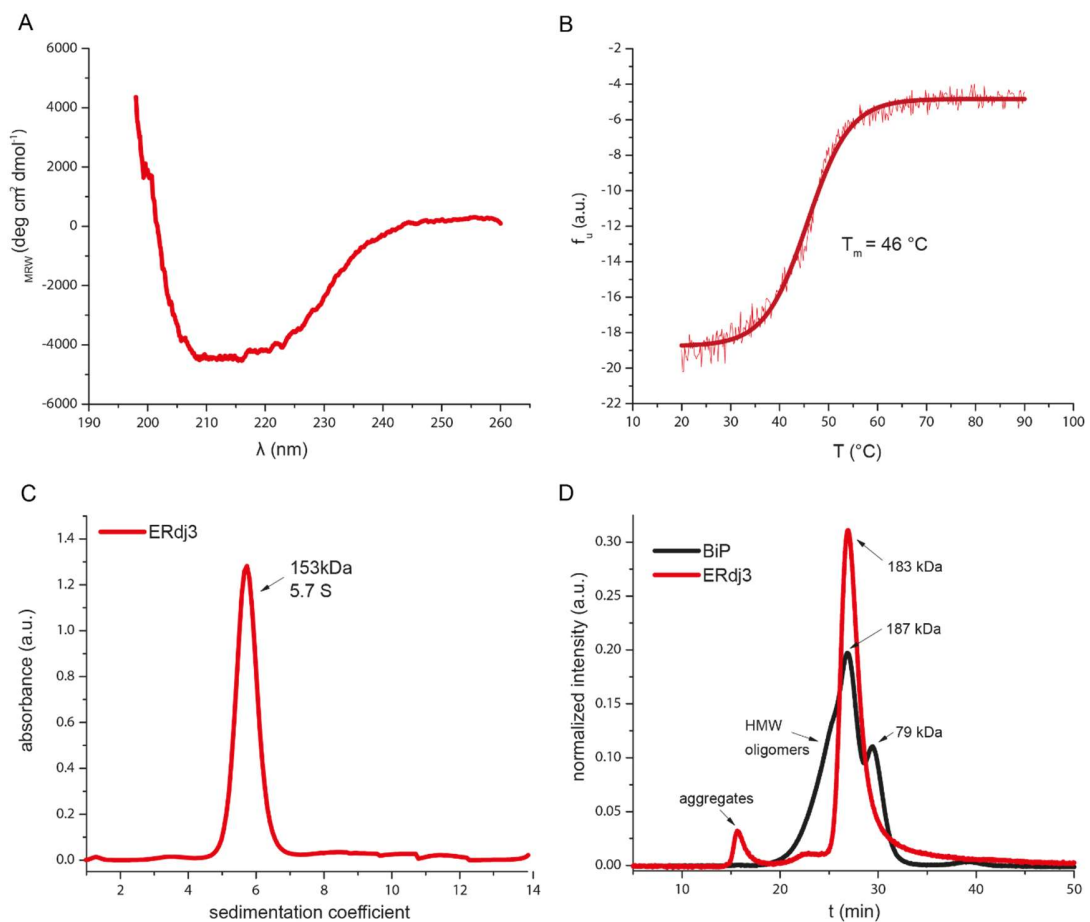 A
6000
4000
2000
0
-2000
-4000
-6000
MRW (deg cm² dmol⁻¹)
190 200 210 220 230 240 250 260
λ (nm)
B
-4
-6
-8
-10
-12
-14
-16
-18
-20
-22
fu (a.u.)
Tm = 46 °C
10 20 30 40 50 60 70 80 90 100
T (°C)
C
ERdj3
153kDa
5.7 S
1.4
1.2
1.0
0.8
0.6
0.4
0.2
0.0
absorbance (a.u.)
2 4 6 8 10 12 14
sedimentation coefficient
D
BiP
ERdj3
183 kDa
187 kDa
HMW
oligomers
79 kDa
aggregates
0.30
0.25
0.20
0.15
0.10
0.05
0.00
normalized intensity (a.u.)
10 20 30 40 50
t (min)